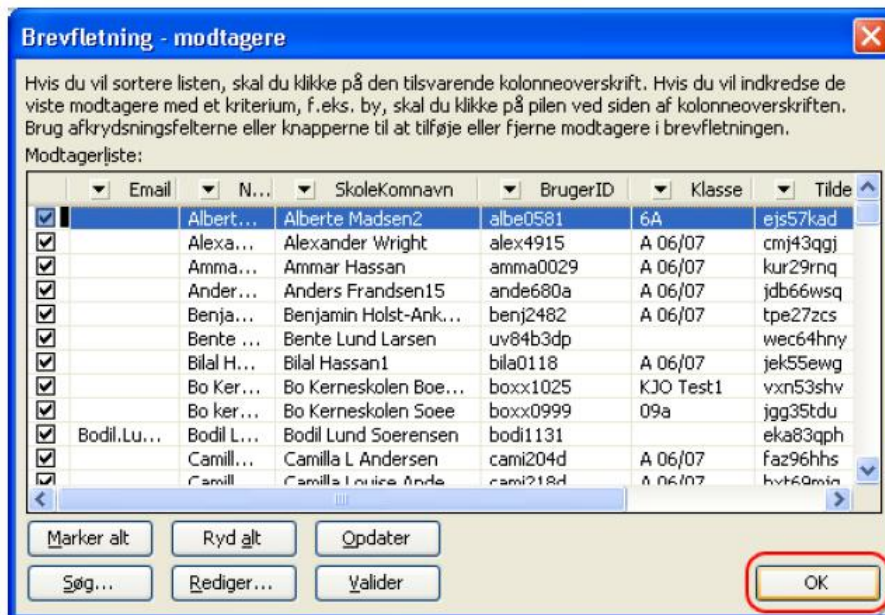 Brevfletning - modtagere
Hvis du vil sortere listen, skal du klikke på den tilsvarende kolonneoverskrift. Hvis du vil indkredse de
viste modtagere med et kriterium, f.eks. by, skal du klikke på pilen ved siden af kolonneoverskriften.
Brug afkrydsningsfelterne eller knapperne til at tilføje eller fjerne modtagere i brevfletningen.
Modtagerliste:
Email N... SkoleKomnavn BrugerID Klasse Tilde
Albert... Alberte Madsen2 albe0581 6A ejs57kad
Alexa... Alexander Wright alex4915 A 06/07 cmj43qgj
Amma... Ammar Hassan amma0029 A 06/07 kur29rnq
Ander... Anders Frandsen15 ande680a A 06/07 jdb66wsq
Benja... Benjamin Holst-Ank... benj2482 A 06/07 tpe27zcs
Bente ... Bente Lund Larsen uv84b3dp wec64hny
Bilal H... Bilal Hassan1 bila0118 A 06/07 jek55ewg
Bo Ker... Bo Kerneskolen Boe... boxx1025 KJO Test1 vxn53shv
Bo ker... Bo Kerneskolen Soee boxx0999 09a jgg35tdu
Bodil.Lu... Bodil L... Bodil Lund Soerensen bodi1131 eka83qph
Camill... Camilla L Andersen cami204d A 06/07 faz96hhs
Camill... Camilla Louise Ande... cami218d A 06/07
Marker alt Ryd alt Opdater
Søg... Rediger... Valider OK